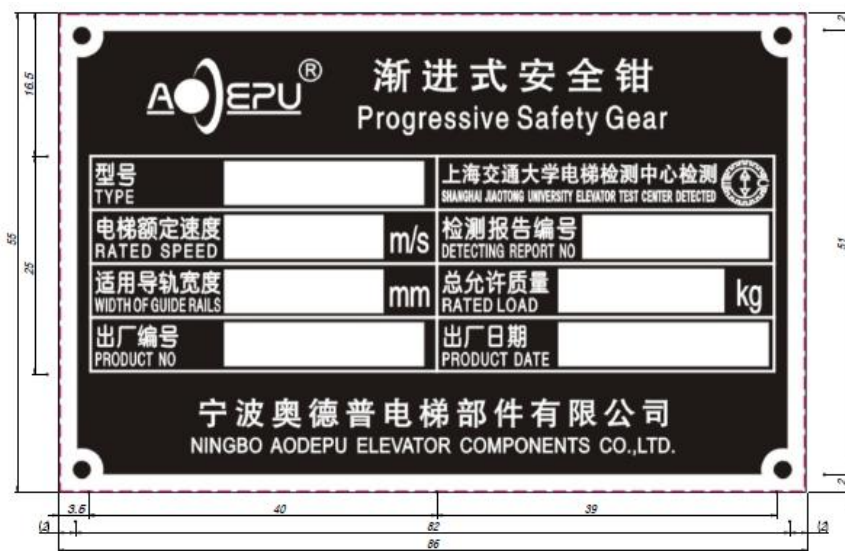 AODEPU®
渐进式安全钳
Progressive Safety Gear
型号
TYPE
上海交通大学电梯检测中心检测
SHANGHAI JIAOTONG UNIVERSITY ELEVATOR TEST CENTER DETECTED
电梯额定速度
RATED SPEED
m/s
检测报告编号
DETECTING REPORT NO
适用导轨宽度
WIDTH OF GUIDE RAILS
mm
总允许质量
RATED LOAD
kg
出厂编号
PRODUCT NO
出厂日期
PRODUCT DATE
宁波奥德普电梯部件有限公司
NINGBO AODEPU ELEVATOR COMPONENTS CO.,LTD.
16.5
55
25
2
51
2
3.5
40
39
(2)
82
(2)
86